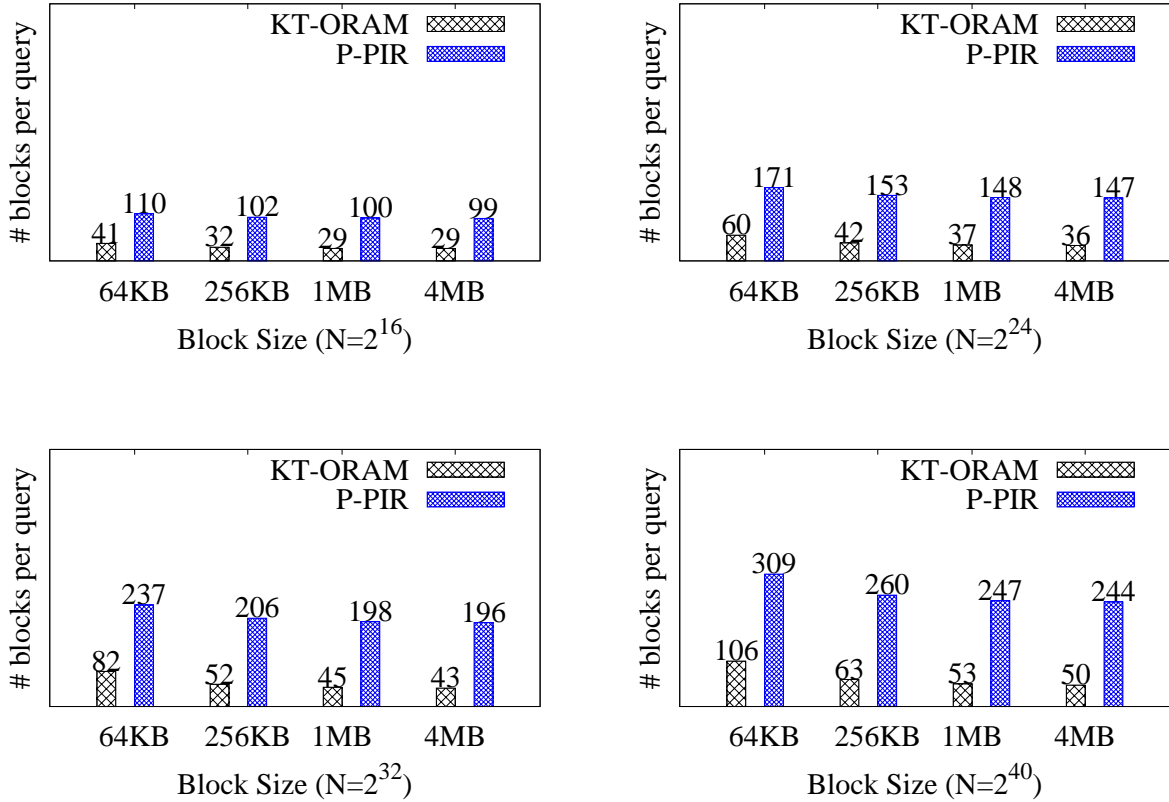 # blocks per query
KT-ORAM
P-PIR
41 110 32 102 29 100 29 99
64KB 256KB 1MB 4MB
Block Size (N=2^16)
# blocks per query
KT-ORAM
P-PIR
60 171 42 153 37 148 36 147
64KB 256KB 1MB 4MB
Block Size (N=2^24)
# blocks per query
KT-ORAM
P-PIR
82 237 52 206 45 198 43 196
64KB 256KB 1MB 4MB
Block Size (N=2^32)
# blocks per query
KT-ORAM
P-PIR
106 309 63 260 53 247 50 244
64KB 256KB 1MB 4MB
Block Size (N=2^40)